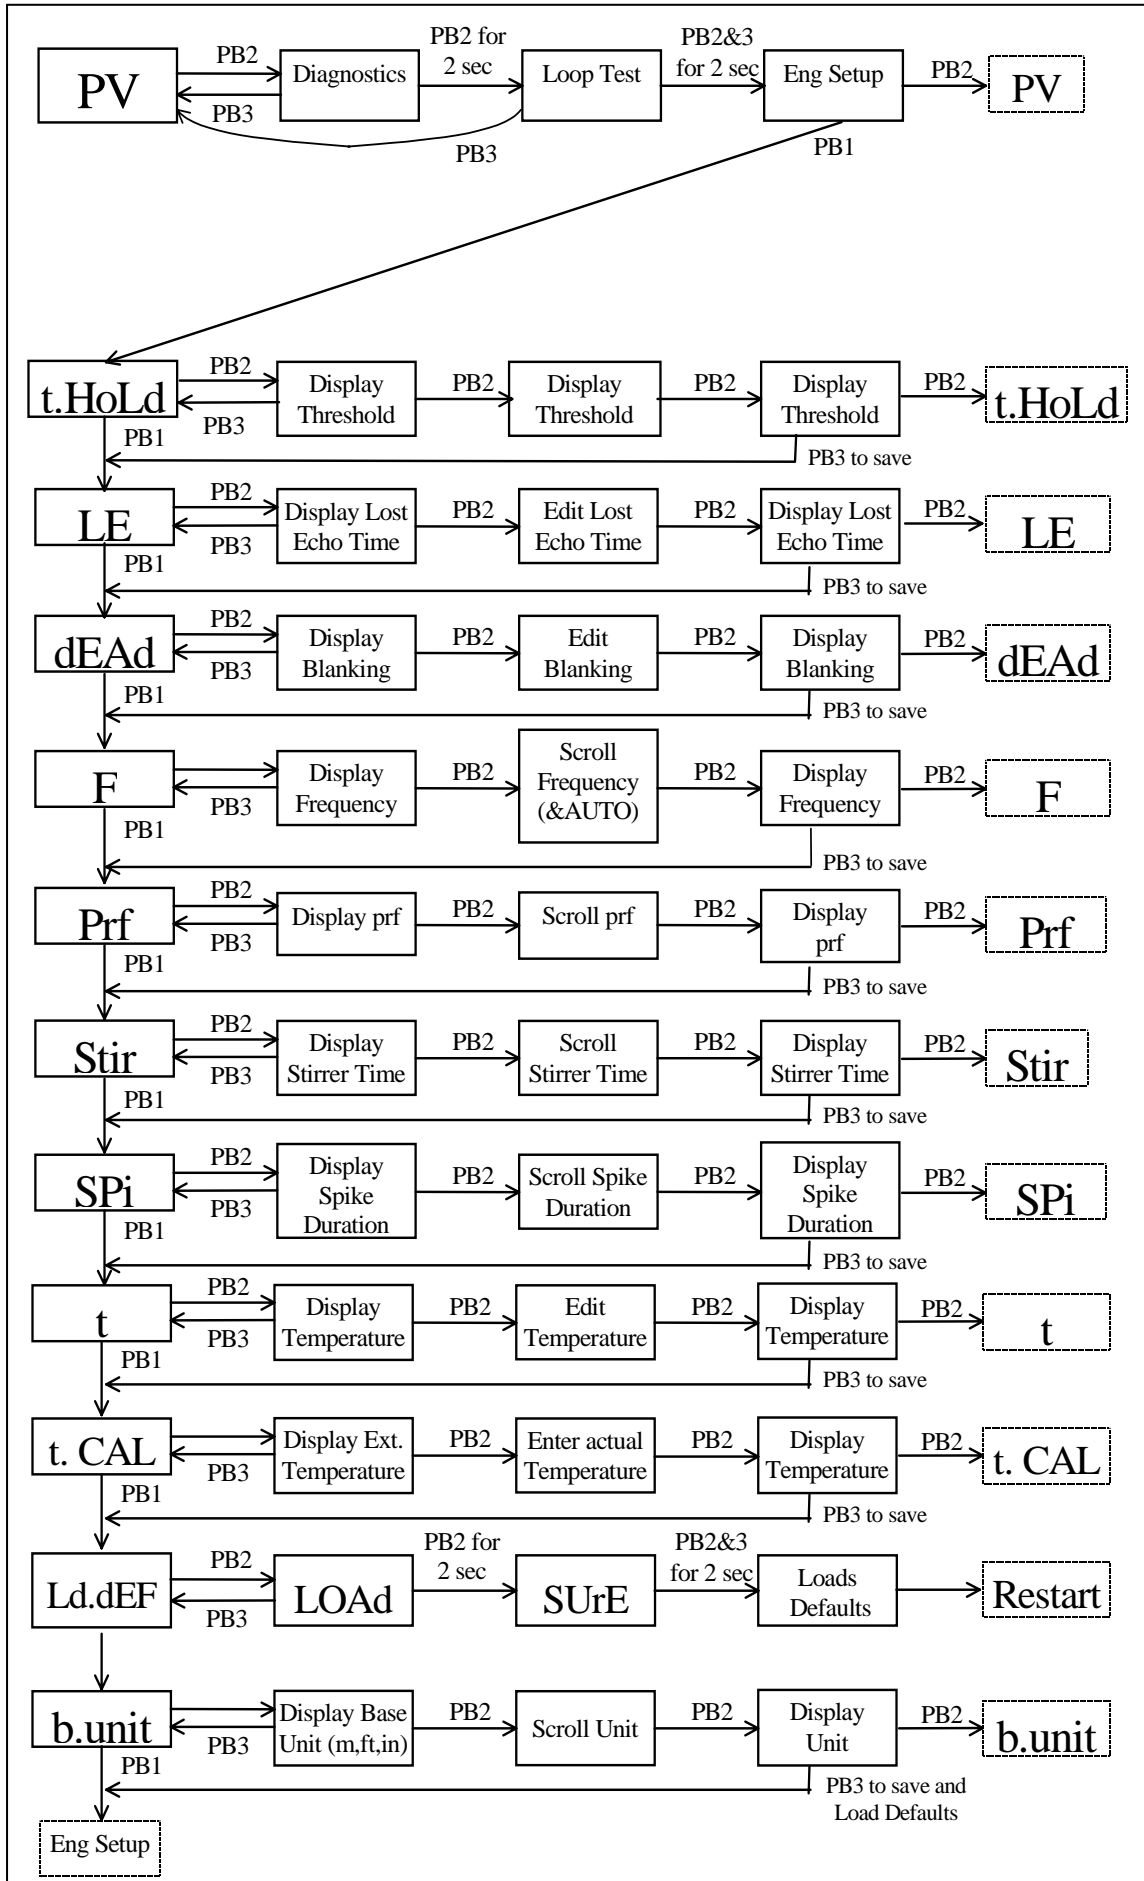 PB2 for
2 sec
PB2&3
for 2 sec
PV
PB2
PB3
Diagnostics
Loop Test
Eng Setup
PB2
PV
PB3
PB1
t.HoLd
PB2
PB3
Display
Threshold
PB2
Display
Threshold
PB2
Display
Threshold
PB2
t.HoLd
PB1
PB3 to save
LE
PB2
PB3
Display Lost
Echo Time
PB2
Edit Lost
Echo Time
PB2
Display Lost
Echo Time
PB2
LE
PB1
PB3 to save
dEAd
PB2
PB3
Display
Blanking
PB2
Edit
Blanking
PB2
Display
Blanking
PB2
dEAd
PB1
PB3 to save
F
PB3
Display
Frequency
PB2
Scroll
Frequency
(&AUTO)
PB2
Display
Frequency
PB2
F
PB1
PB3 to save
Prf
PB2
PB3
Display prf
PB2
Scroll prf
PB2
Display
prf
PB2
Prf
PB1
PB3 to save
Stir
PB2
PB3
Display
Stirrer Time
PB2
Scroll
Stirrer Time
PB2
Display
Stirrer Time
PB2
Stir
PB1
PB3 to save
SPi
PB2
PB3
Display
Spike
Duration
PB2
Scroll Spike
Duration
PB2
Display
Spike
Duration
PB2
SPi
PB1
PB3 to save
t
PB2
PB3
Display
Temperature
PB2
Edit
Temperature
PB2
Display
Temperature
PB2
t
PB1
PB3 to save
t. CAL
PB3
Display Ext.
Temperature
PB2
Enter actual
Temperature
PB2
Display
Temperature
PB2
t. CAL
PB1
PB3 to save
Ld.dEF
PB2
PB3
LOAd
PB2 for
2 sec
SUrE
PB2&3
for 2 sec
Loads
Defaults
Restart
b.unit
PB3
Display Base
Unit (m,ft,in)
PB2
Scroll Unit
PB2
Display
Unit
PB2
b.unit
PB1
PB3 to save and
Load Defaults
Eng Setup